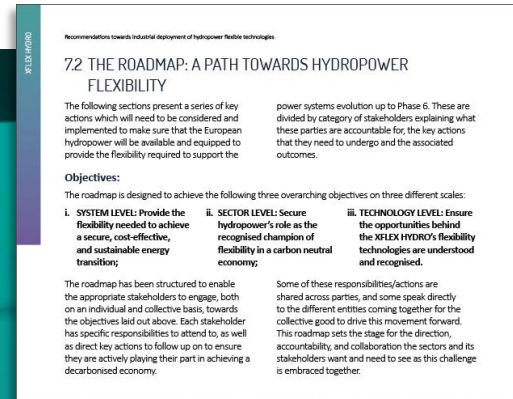 XFLEX HYDRO
Recommendations towards industrial deployment of hydropower flexible technologies
7.2 THE ROADMAP: A PATH TOWARDS HYDROPOWER
FLEXIBILITY
The following sections present a series of key
actions which will need to be considered and
implemented to make sure that the European
hydropower will be available and equipped to
provide the flexibility required to support the
power systems evolution up to Phase 6. These are
divided by category of stakeholders explaining what
these parties are accountable for, the key actions
that they need to undergo and the associated
outcomes.
Objectives:
The roadmap is designed to achieve the following three overarching objectives on three different scales:
i. SYSTEM LEVEL: Provide the
flexibility needed to achieve
a secure, cost-effective,
and sustainable energy
transition;
ii. SECTOR LEVEL: Secure
hydropower's role as the
recognised champion of
flexibility in a carbon neutral
economy;
iii. TECHNOLOGY LEVEL: Ensure
the opportunities behind
the XFLEX HYDRO's flexibility
technologies are understood
and recognised.
The roadmap has been structured to enable
the appropriate stakeholders to engage, both
on an individual and collective basis, towards
the objectives laid out above. Each stakeholder
has specific responsibilities to attend to, as well
as direct key actions to follow up on to ensure
they are actively playing their part in achieving a
decarbonised economy.
Some of these responsibilities/actions are
shared across parties, and some speak directly
to the different entities coming together for the
collective good to drive this movement forward.
This roadmap sets the stage for the direction,
accountability, and collaboration the sectors and its
stakeholders want and need to see as this challenge
is embraced together.